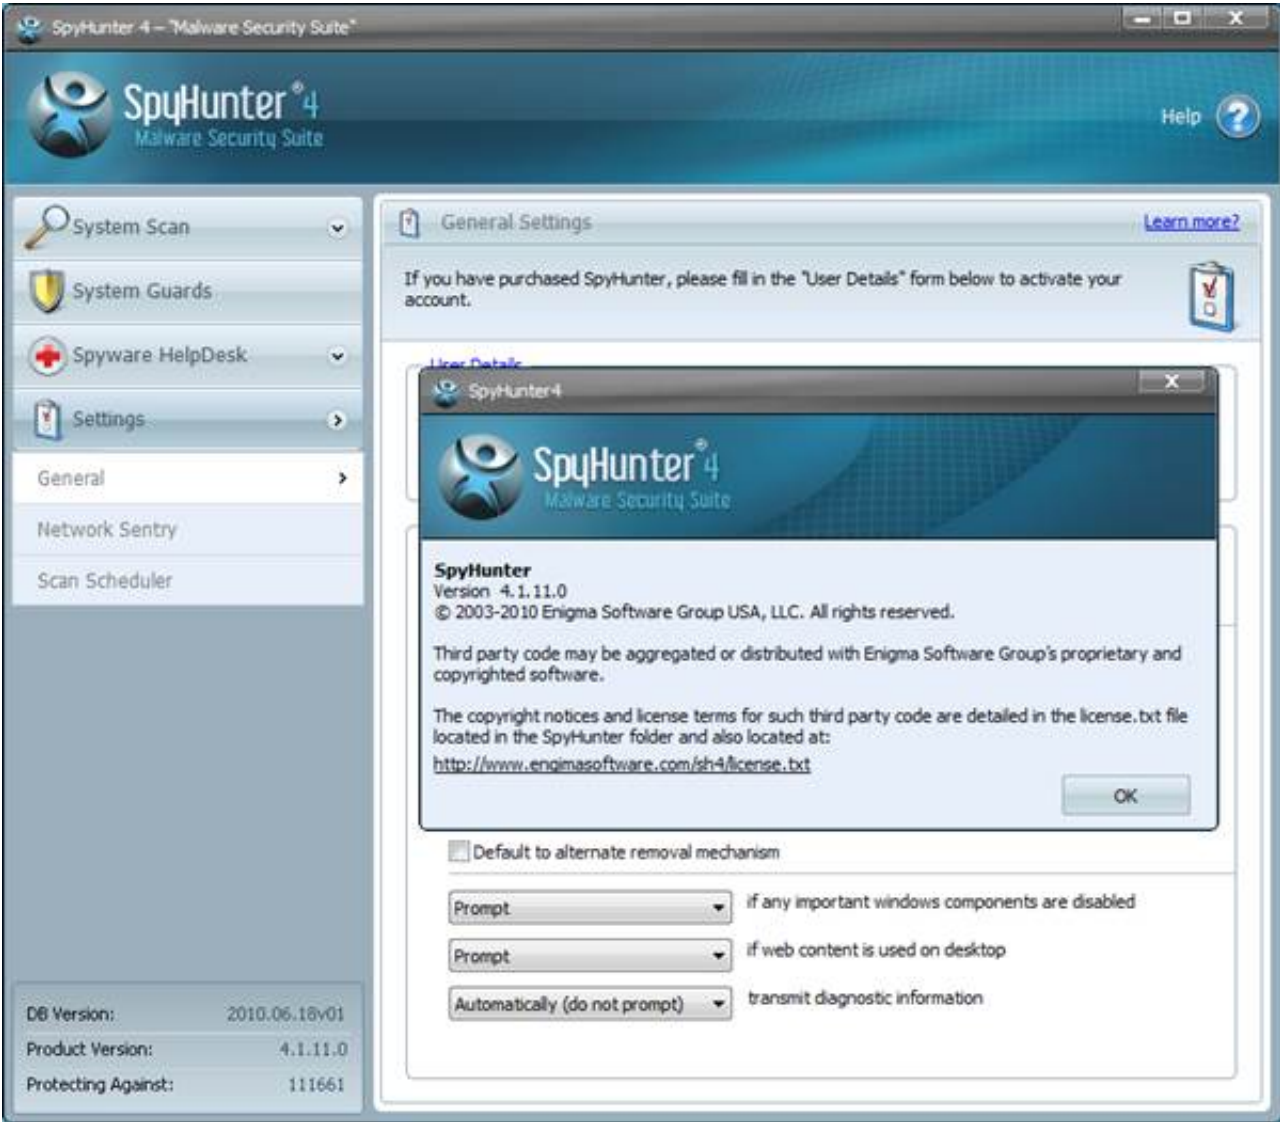 SpyHunter 4 – "Malware Security Suite"
SpyHunter®4
Malware Security Suite
Help
System Scan
System Guards
Spyware HelpDesk
Settings
General
Network Sentry
Scan Scheduler
DB Version: 2010.06.18v01
Product Version: 4.1.11.0
Protecting Against: 111661
General Settings
Learn more?
If you have purchased SpyHunter, please fill in the "User Details" form below to activate your
account.
User Details
SpyHunter4
SpyHunter®4
Malware Security Suite
SpyHunter
Version 4.1.11.0
© 2003-2010 Enigma Software Group USA, LLC. All rights reserved.
Third party code may be aggregated or distributed with Enigma Software Group's proprietary and
copyrighted software.
The copyright notices and license terms for such third party code are detailed in the license.txt file
located in the SpyHunter folder and also located at:
http://www.engimasoftware.com/sh4/license.txt
OK
Default to alternate removal mechanism
Prompt if any important windows components are disabled
Prompt if web content is used on desktop
Automatically (do not prompt) transmit diagnostic information